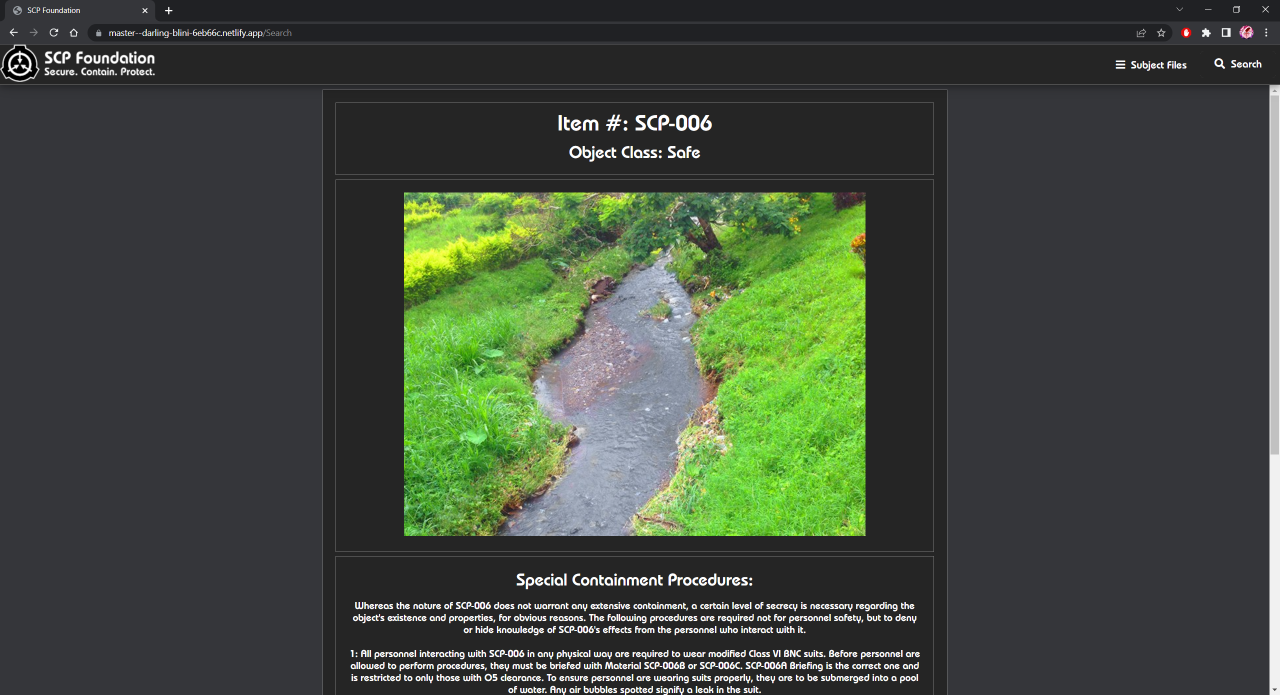 SCP Foundation
master--darling-blini-6eb66c.netlify.app/Search
SCP Foundation
Secure. Contain. Protect.
Subject Files
Search
Item #: SCP-006
Object Class: Safe
Special Containment Procedures:
Whereas the nature of SCP-006 does not warrant any extensive containment, a certain level of secrecy is necessary regarding the
object's existence and properties, for obvious reasons. The following procedures are required not for personnel safety, but to deny
or hide knowledge of SCP-006's effects from the personnel who interact with it.
1: All personnel interacting with SCP-006 in any physical way are required to wear modified Class VI BNC suits. Before personnel are
allowed to perform procedures, they must be briefed with Material SCP-006B or SCP-006C. SCP-006A Briefing is the correct one and
is restricted to only those with O5 clearance. To ensure personnel are wearing suits properly, they are to be submerged into a pool
of water. Any air bubbles spotted signify a leak in the suit.